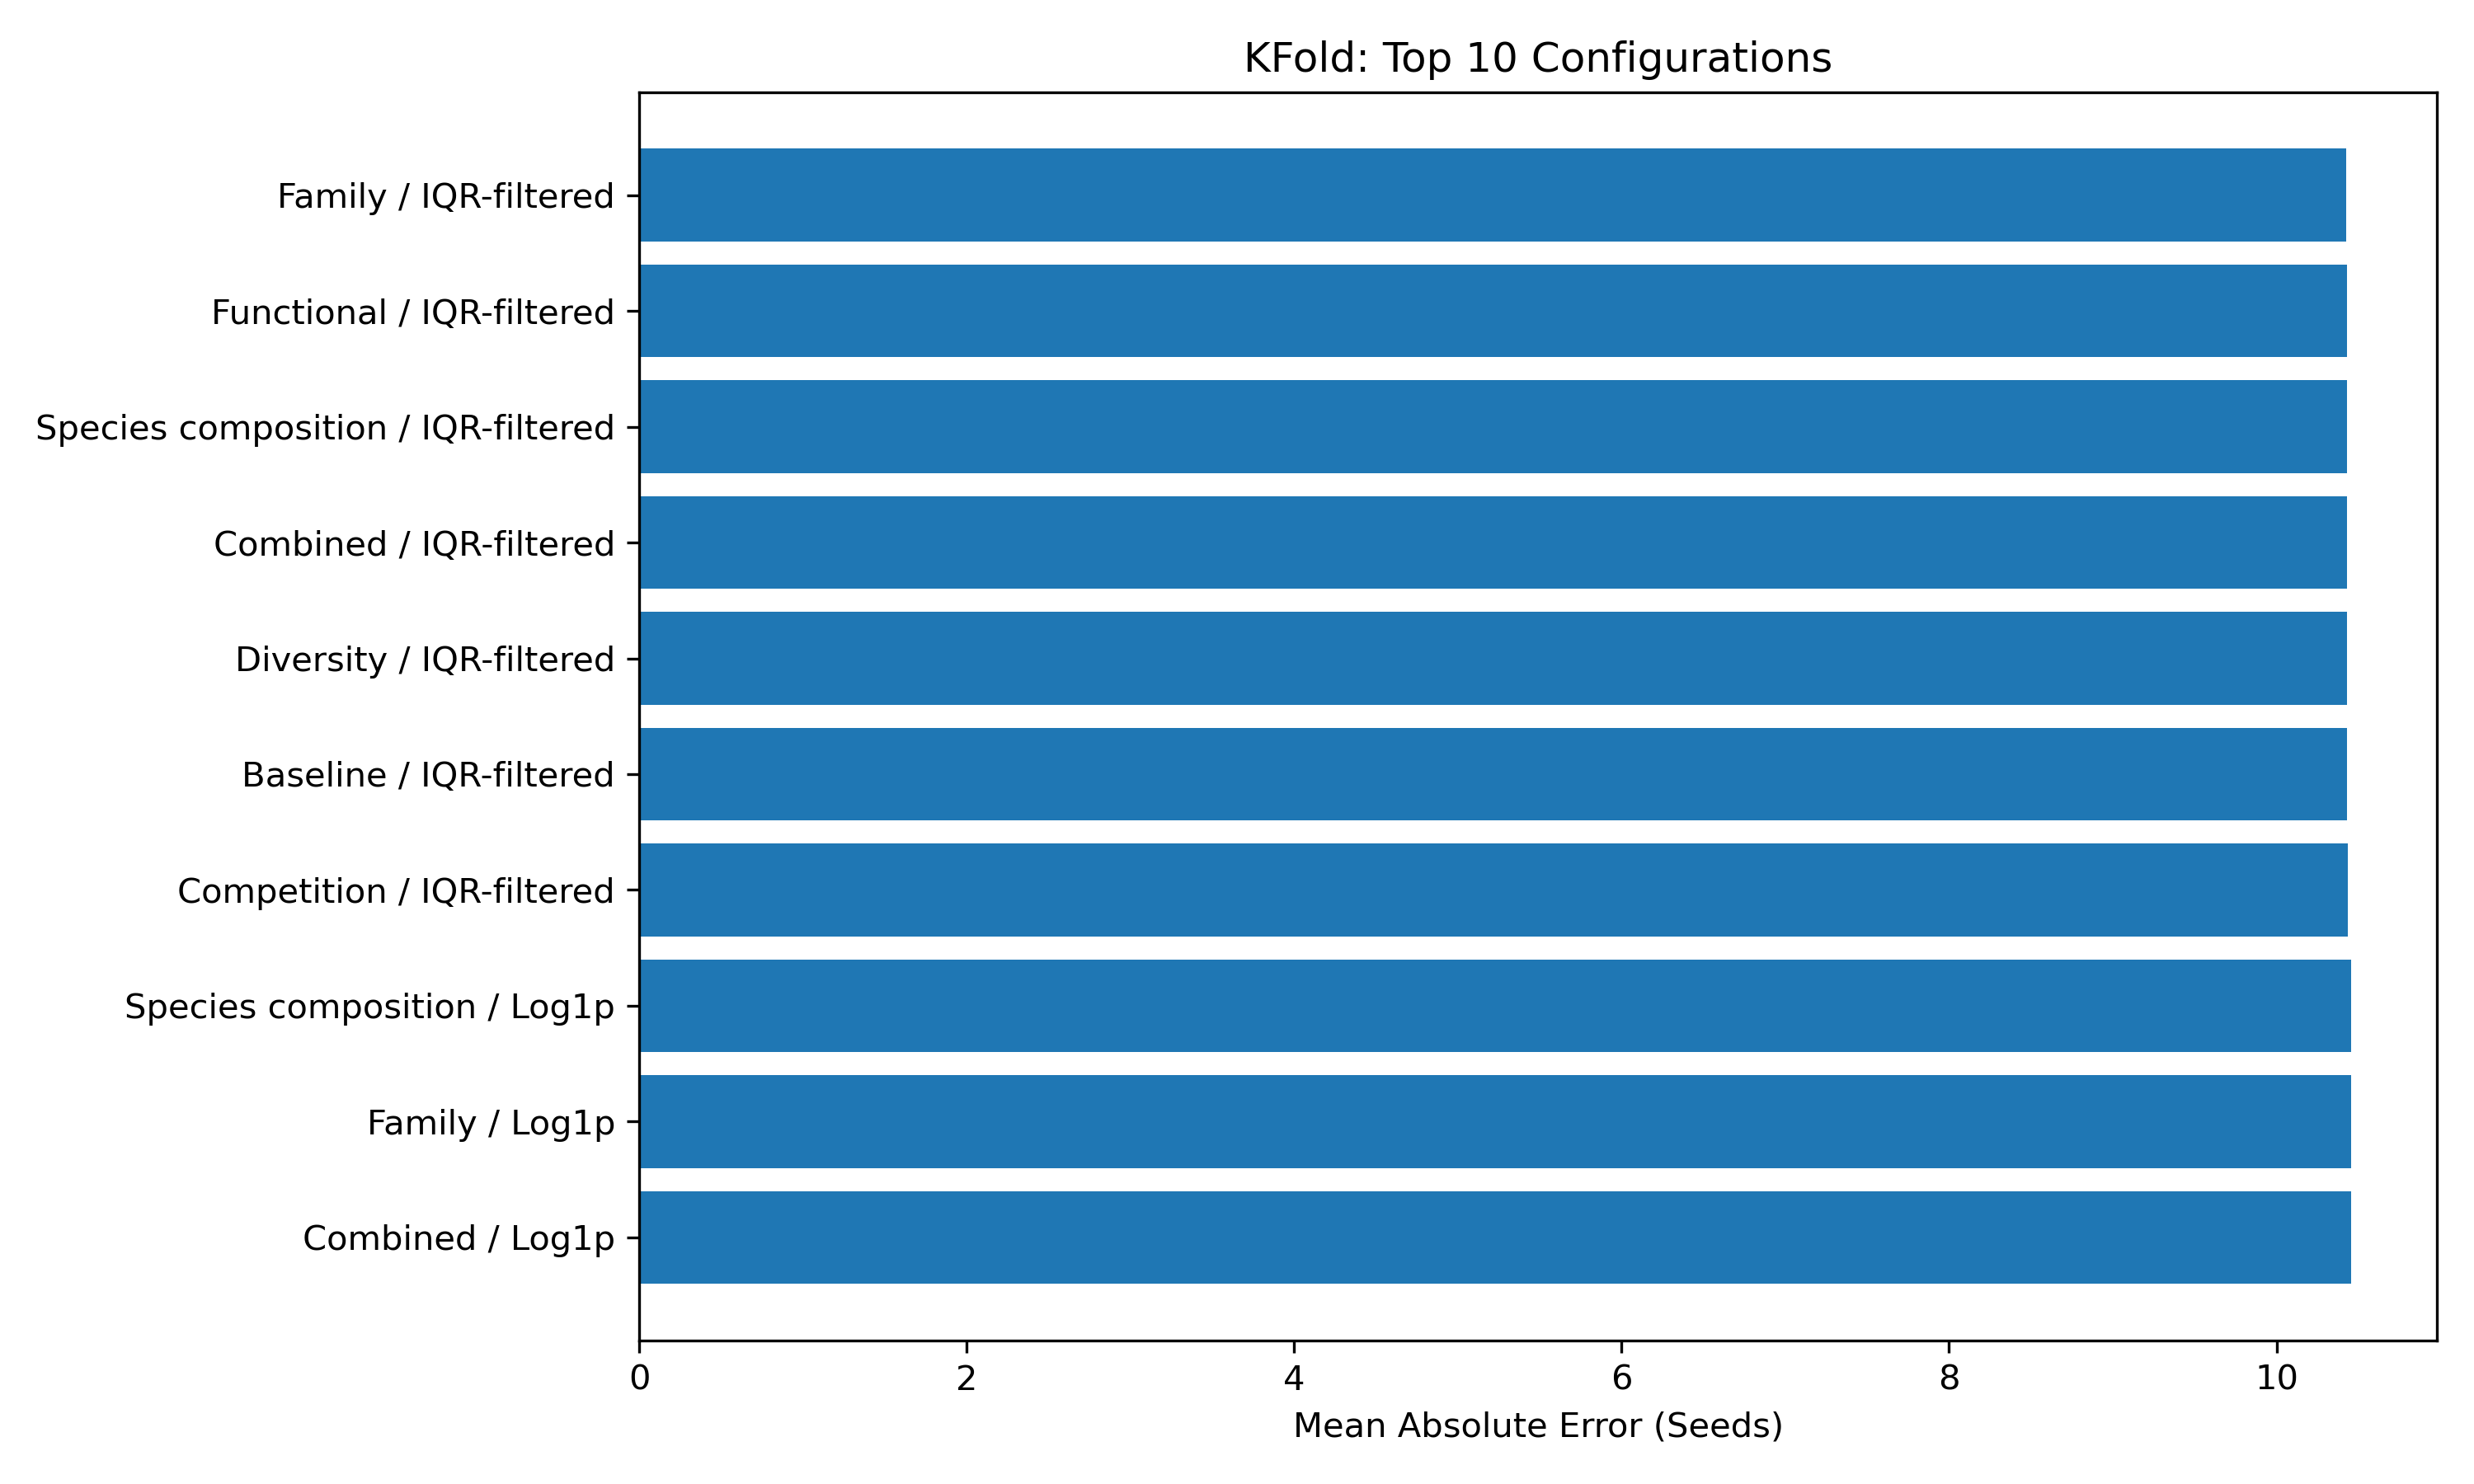 KFold: Top 10 Configurations
Family / IQR-filtered
Functional / IQR-filtered
Species composition / IQR-filtered
Combined / IQR-filtered
Diversity / IQR-filtered
Baseline / IQR-filtered
Competition / IQR-filtered
Species composition / Log1p
Family / Log1p
Combined / Log1p
0 2 4 6 8 10
Mean Absolute Error (Seeds)